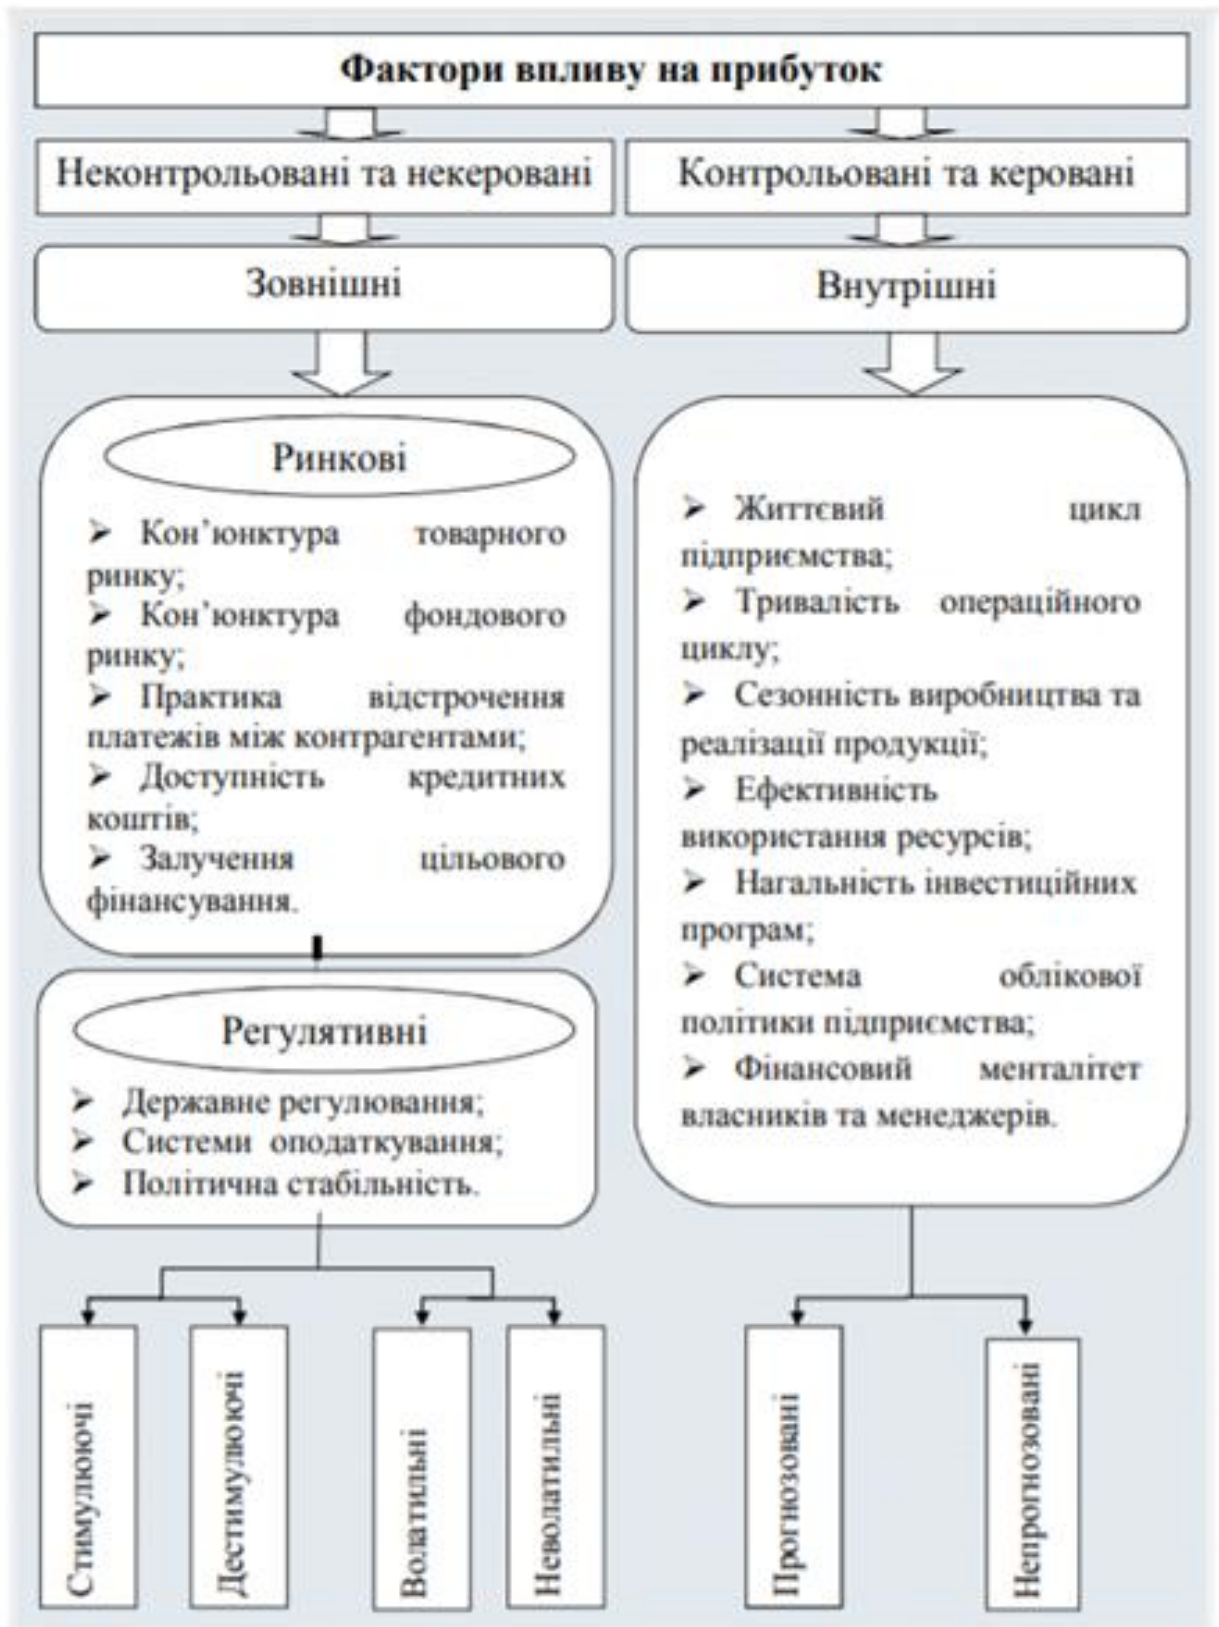 Фактори впливу на прибуток
Неконтрольовані та некеровані
Контрольовані та керовані
Зовнішні
Внутрішні
Ринкові
➢ Кон’юнктура товарного
ринку;
➢ Кон’юнктура фондового
ринку;
➢ Практика відстрочення
платежів між контрагентами;
➢ Доступність кредитних
коштів;
➢ Залучення цільового
фінансування.
Регулятивні
➢ Державне регулювання;
➢ Системи оподаткування;
➢ Політична стабільність.
➢ Життєвий цикл
підприємства;
➢ Тривалість операційного
циклу;
➢ Сезонність виробництва та
реалізації продукції;
➢ Ефективність
використання ресурсів;
➢ Нагальність інвестиційних
програм;
➢ Система облікової
політики підприємства;
➢ Фінансовий менталітет
власників та менеджерів.
Стимулюючі
Дестимулюючі
Волатильні
Неволатильні
Прогнозовані
Непрогнозовані